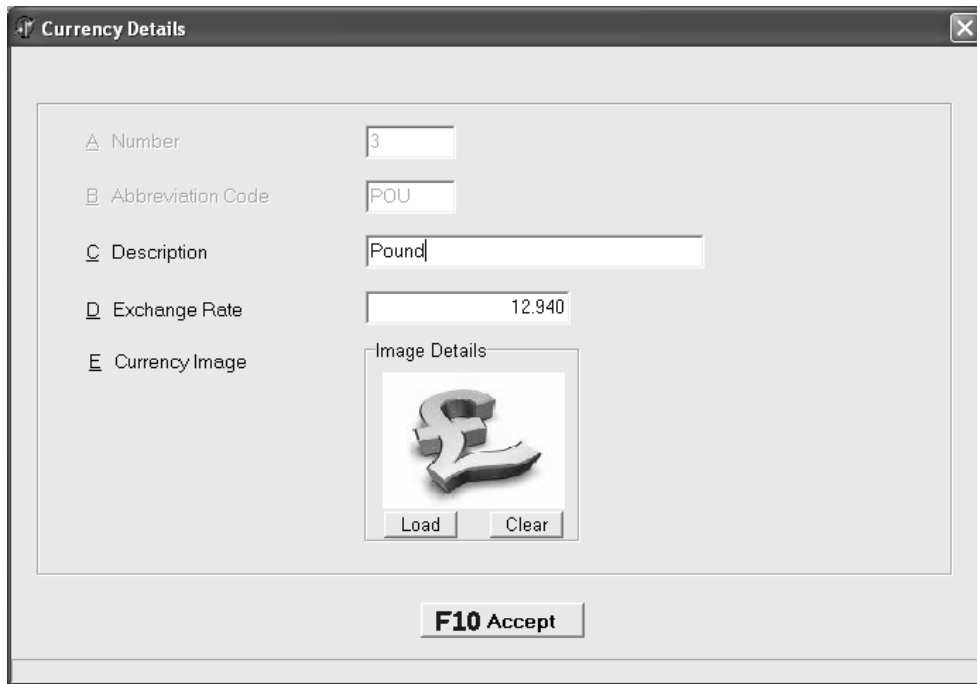 Currency Details
A Number 3
B Abbreviation Code POU
C Description Pound
D Exchange Rate 12.940
E Currency Image
Image Details
£
Load Clear
F10 Accept